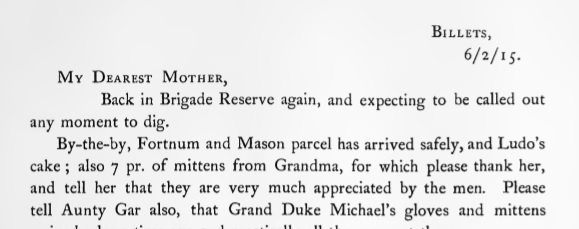 BILLETS,
6/2/15.
MY DEAREST MOTHER,
Back in Brigade Reserve again, and expecting to be called out
any moment to dig.
By-the-by, Fortnum and Mason parcel has arrived safely, and Ludo's
cake ; also 7 pr. of mittens from Grandma, for which please thank her,
and tell her that they are very much appreciated by the men. Please
tell Aunty Gar also, that Grand Duke Michael's gloves and mittens